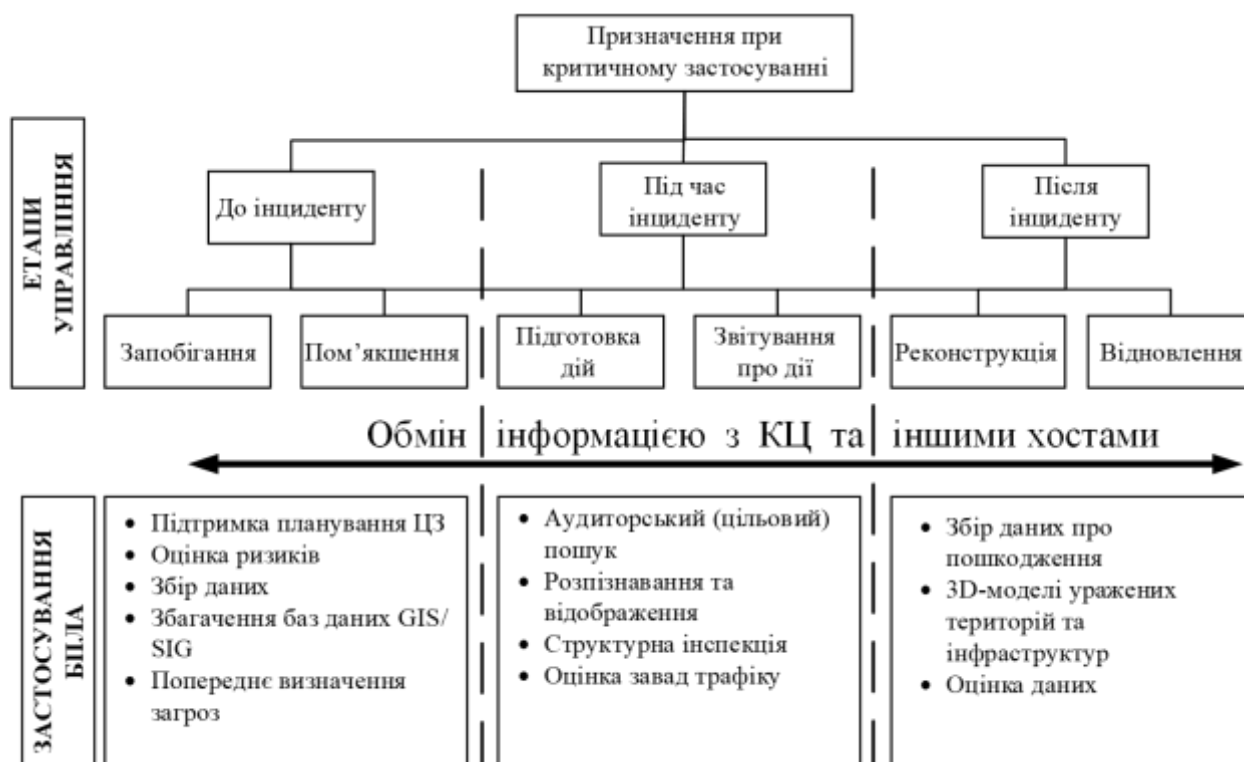 Призначення при
критичному застосуванні
ЕТАПИ
УПРАВЛІННЯ
До інциденту
Під час
інциденту
Після
інциденту
Запобігання
Пом’якшення
Підготовка
дій
Звітування
про дії
Реконструкція
Відновлення
Обмін інформацією з КЦ та іншими хостами
ЗАСТОСУВАННЯ
БПЛА
• Підтримка планування ЦЗ
• Оцінка ризиків
• Збір даних
• Збагачення баз даних GIS/
SIG
• Попереднє визначення
загроз
• Аудиторський (цільовий)
пошук
• Розпізнавання та
відображення
• Структурна інспекція
• Оцінка завад трафіку
• Збір даних про
пошкодження
• 3D-моделі уражених
територій та
інфраструктур
• Оцінка даних